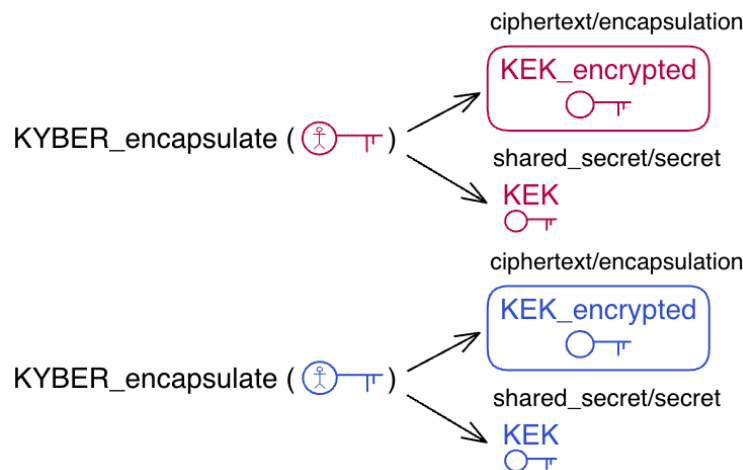 ciphertext/encapsulation
KEK_encrypted
KYBER_encapsulate ( )
shared_secret/secret
KEK
ciphertext/encapsulation
KEK_encrypted
KYBER_encapsulate ( )
shared_secret/secret
KEK